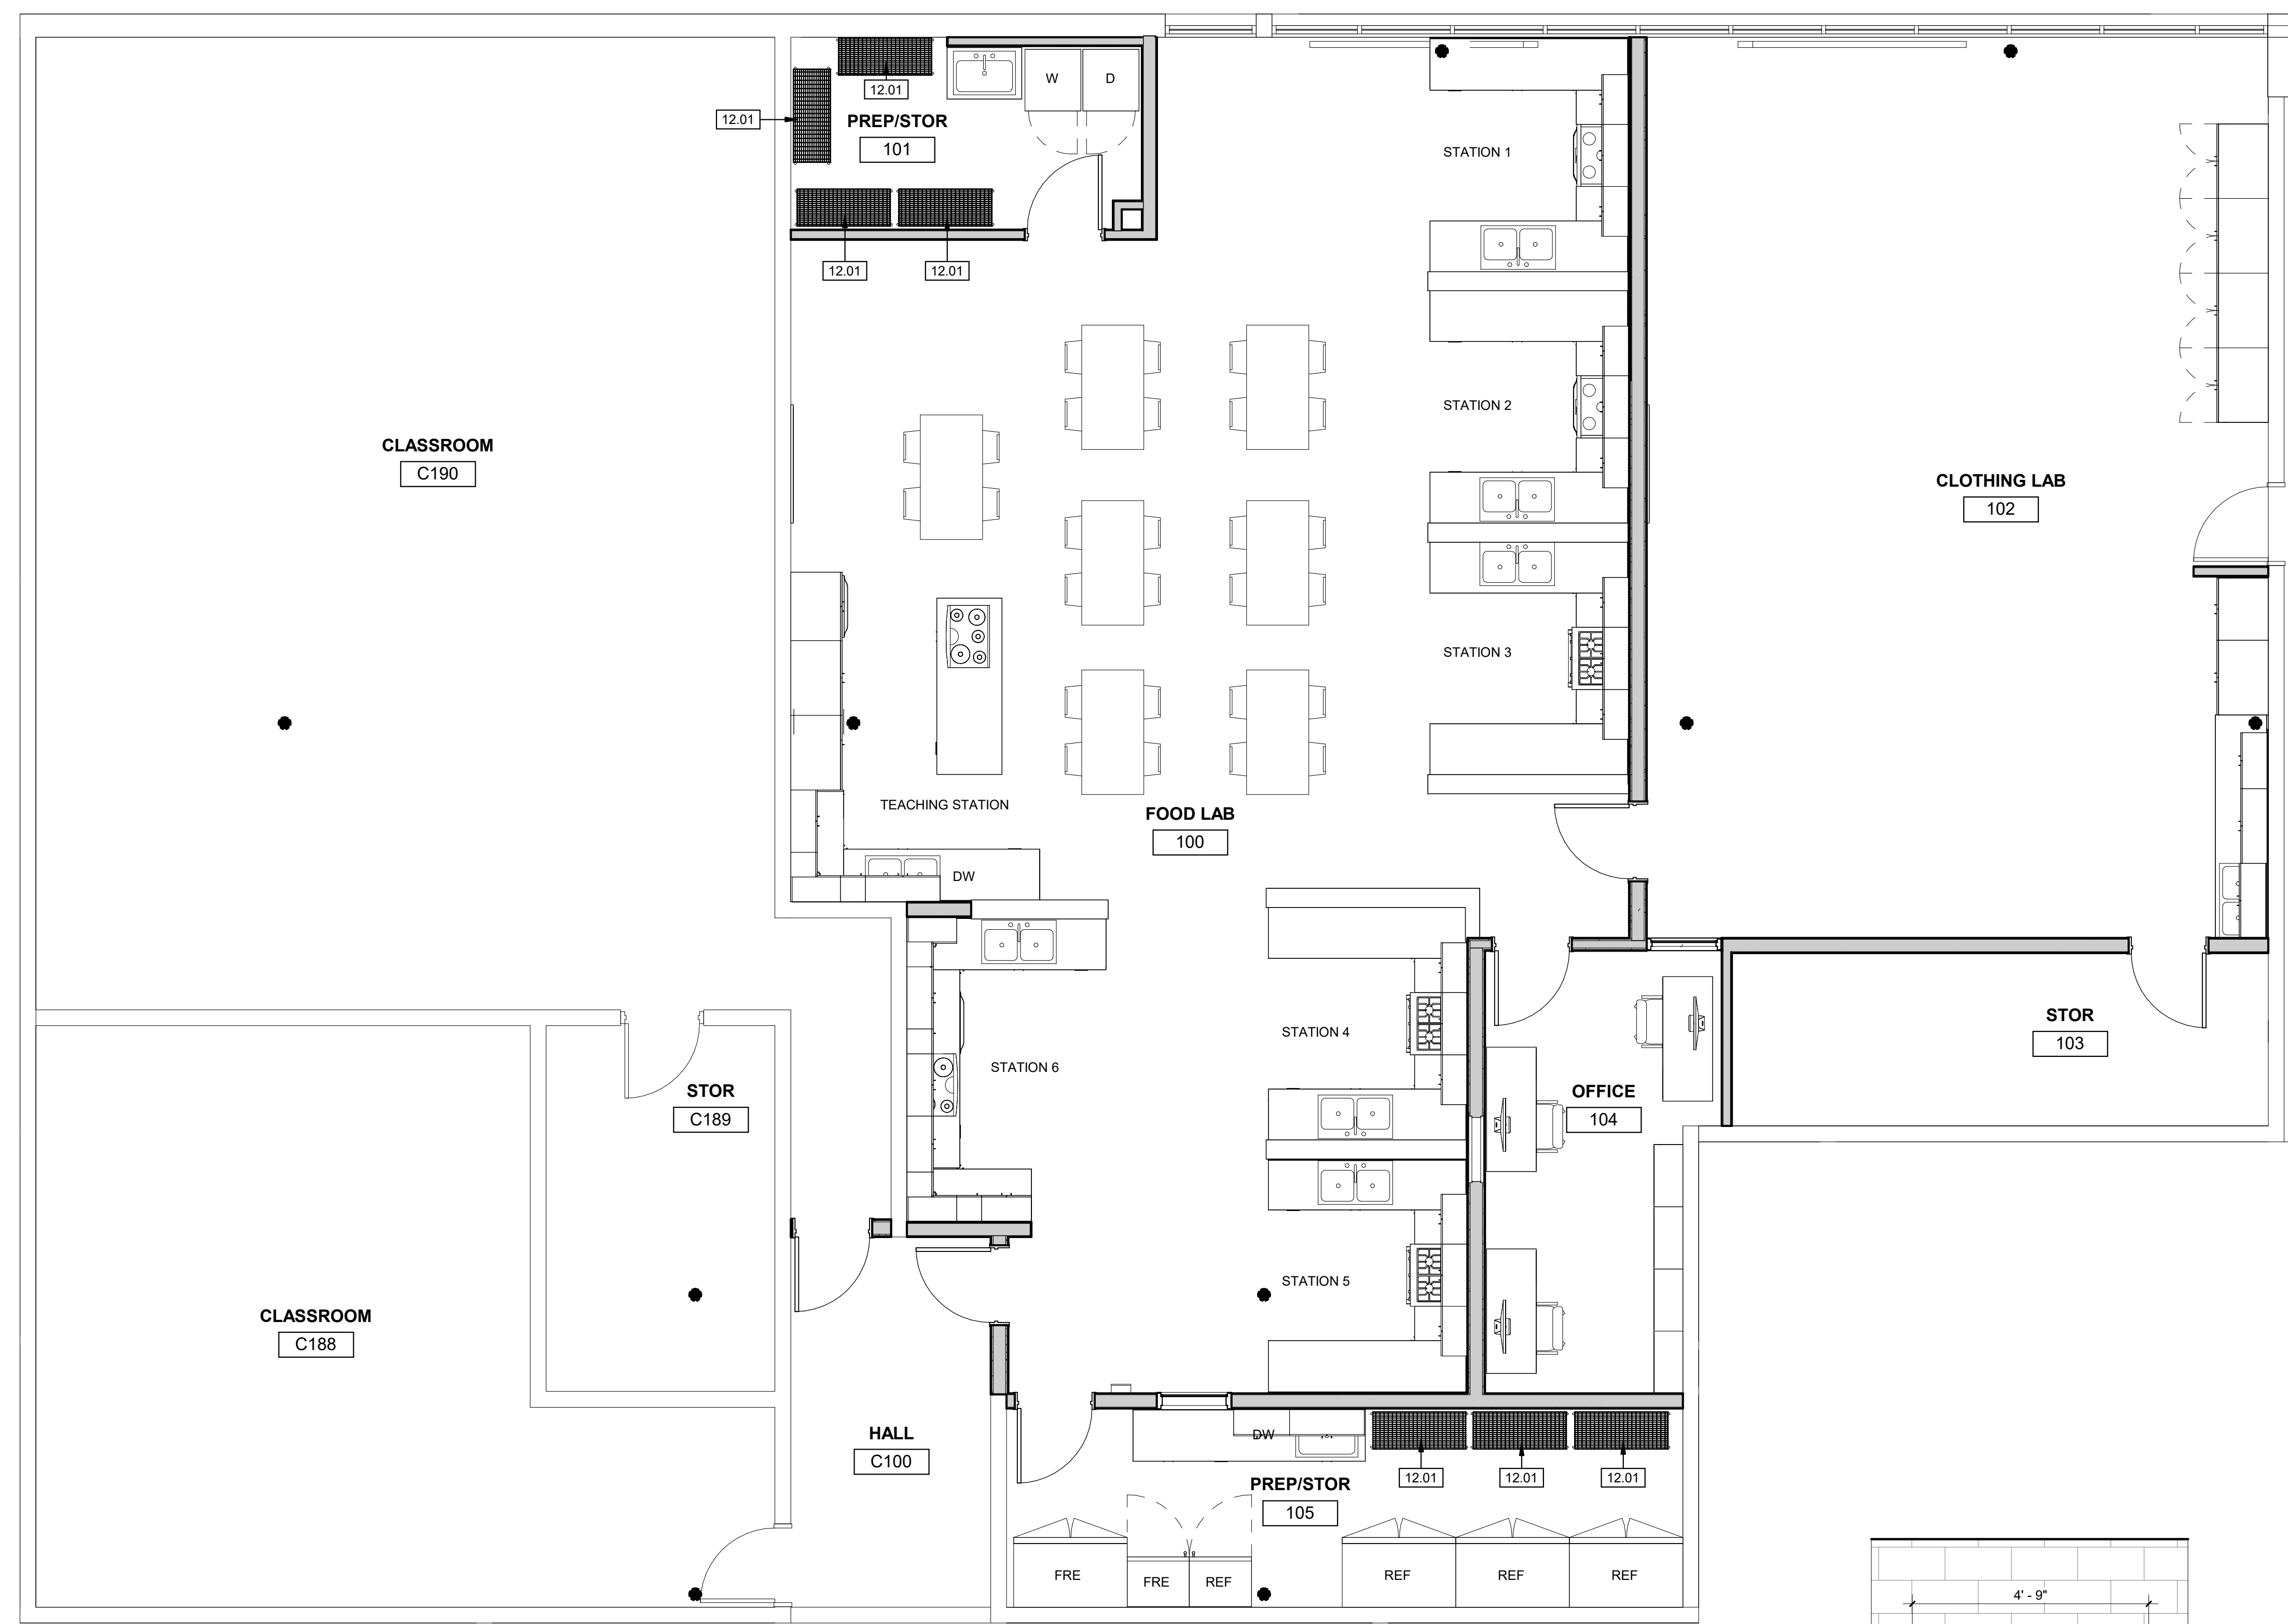 W
D
12.01
12.01
PREP/STOR
101
STATION 1
12.01
12.01
STATION 2
CLASSROOM
C190
CLOTHING LAB
102
STATION 3
TEACHING STATION
FOOD LAB
100
DW
STATION 4
STATION 6
STOR
103
STOR
C189
OFFICE
104
STATION 5
CLASSROOM
C188
HALL
C100
DW
12.01
12.01
12.01
PREP/STOR
105
FRE
FRE
REF
REF
REF
REF
4' - 9"